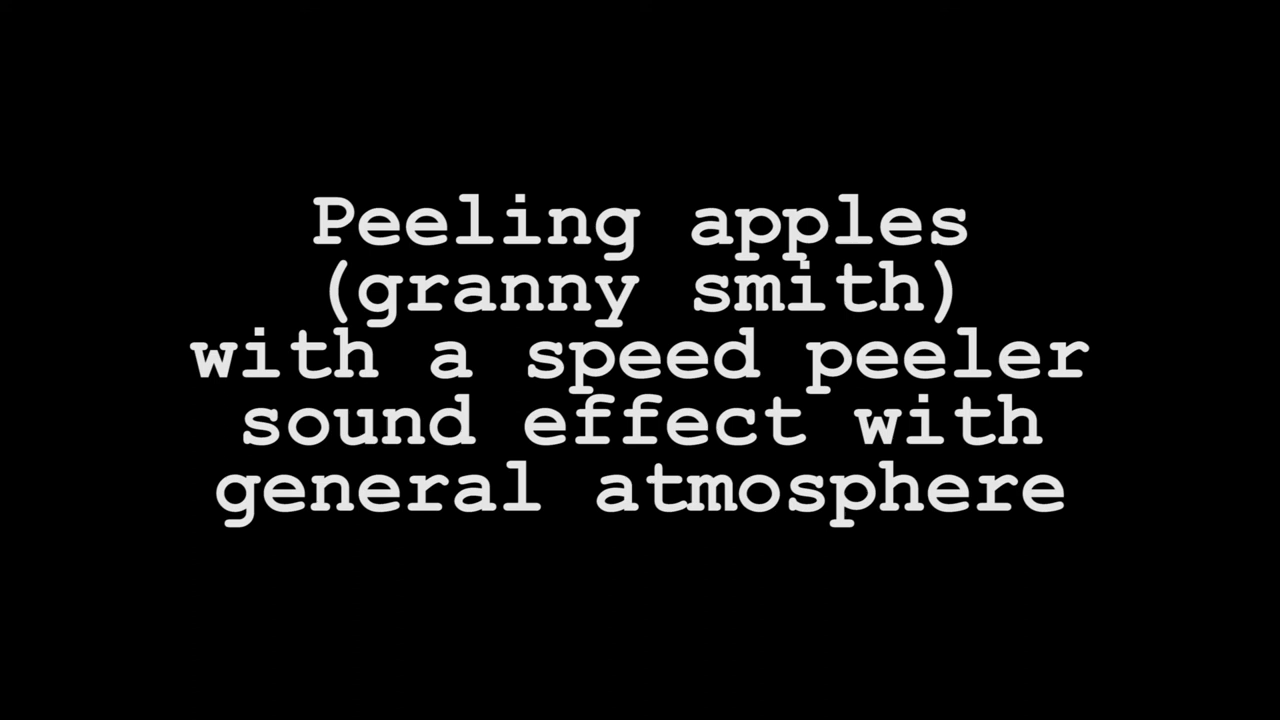 Peeling apples
(granny smith)
with a speed peeler
sound effect with
general atmosphere